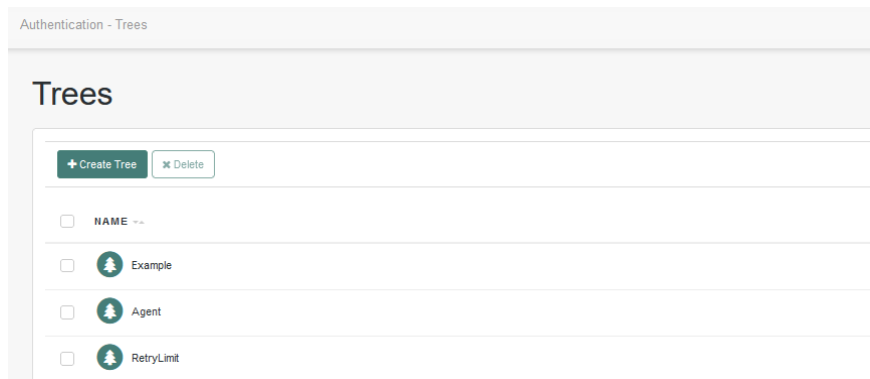 Authentication - Trees
Trees
Create Tree Delete
NAME
Example
Agent
RetryLimit